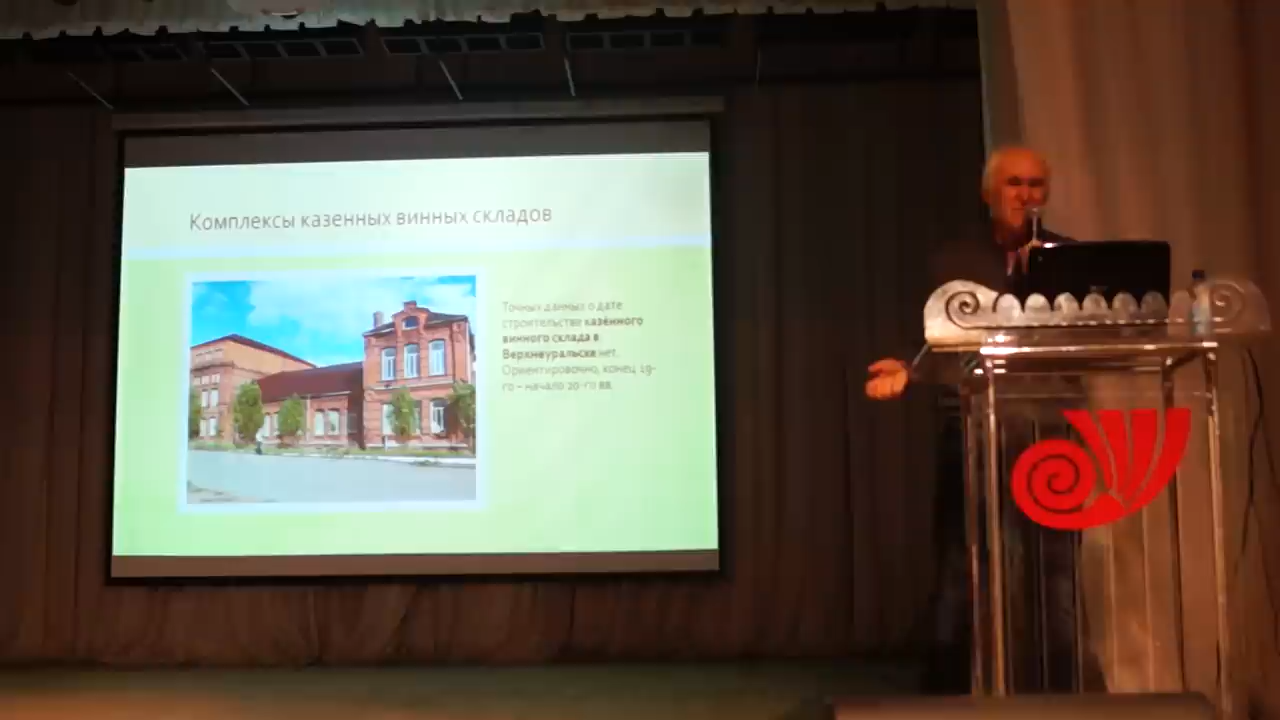 Комплексы казенных винных складов
Точных данных о дате
строительства казённого
винного склада в
Верхнеуральске нет.
Ориентировочно, конец 19-
го – начало 20-го вв.